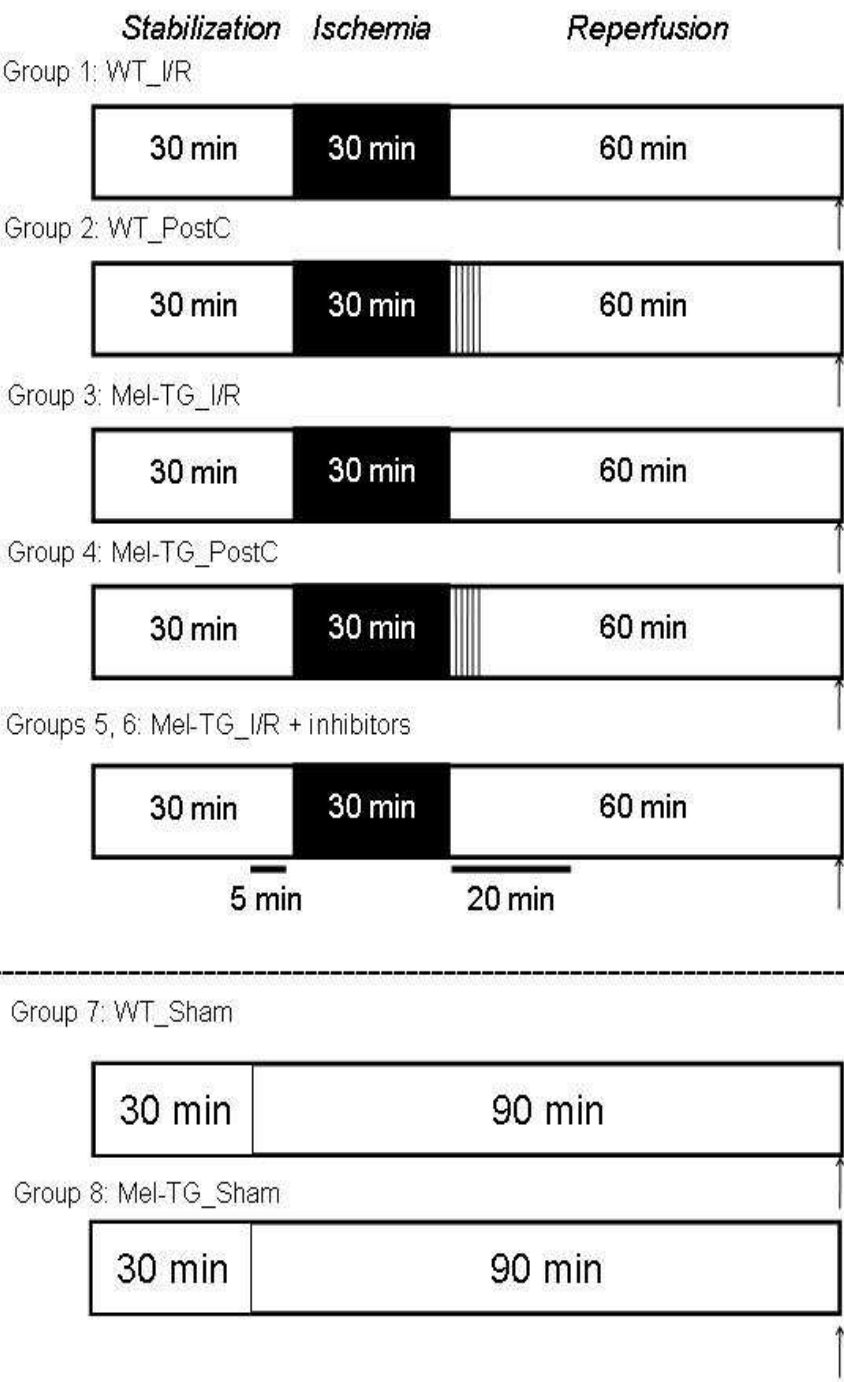 Stabilization Ischemia Reperfusion
Group 1: WT_I/R
30 min 30 min 60 min
Group 2: WT_PostC
30 min 30 min 60 min
Group 3: Mel-TG_I/R
30 min 30 min 60 min
Group 4: Mel-TG_PostC
30 min 30 min 60 min
Groups 5, 6: Mel-TG_I/R + inhibitors
30 min 30 min 60 min
5 min 20 min
Group 7: WT_Sham
30 min 90 min
Group 8: Mel-TG_Sham
30 min 90 min